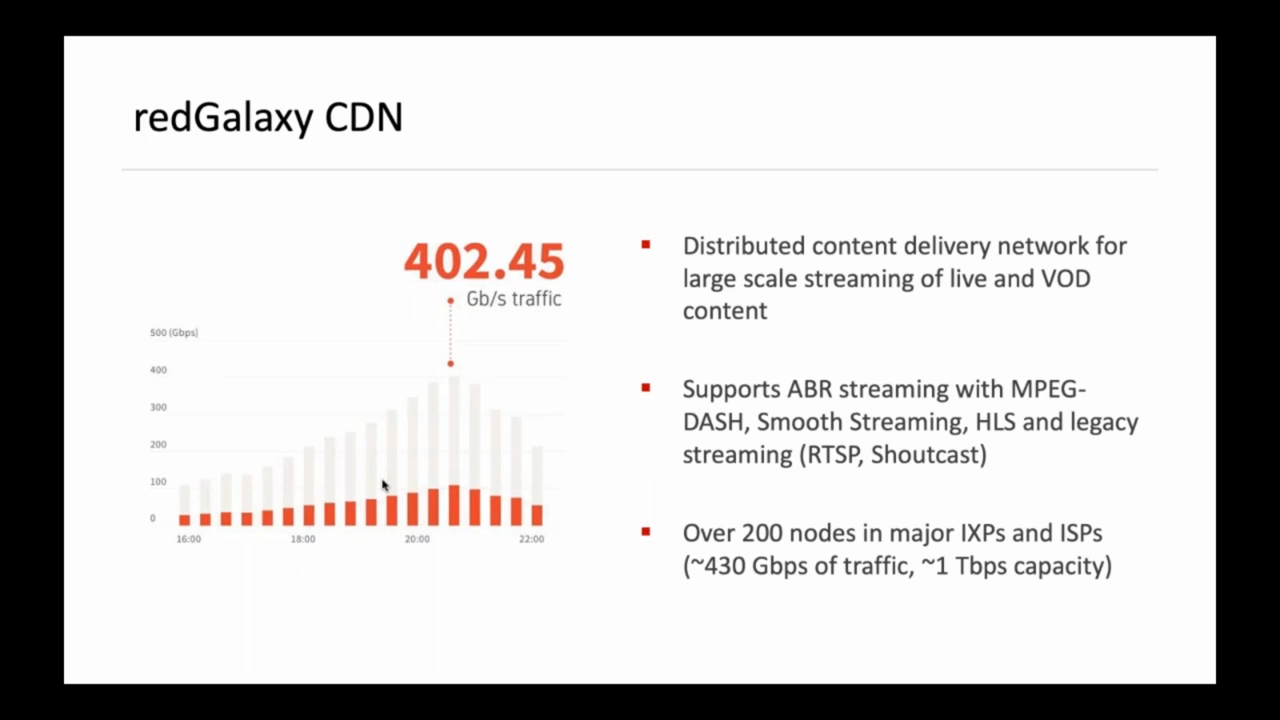 redGalaxy CDN
402.45
Gb/s traffic
500 (Gbps)
400
300
200
100
0
16:00
18:00
20:00
22:00
Distributed content delivery network for
large scale streaming of live and VOD
content
Supports ABR streaming with MPEG-
DASH, Smooth Streaming, HLS and legacy
streaming (RTSP, Shoutcast)
Over 200 nodes in major IXPs and ISPs
(~430 Gbps of traffic, ~1 Tbps capacity)